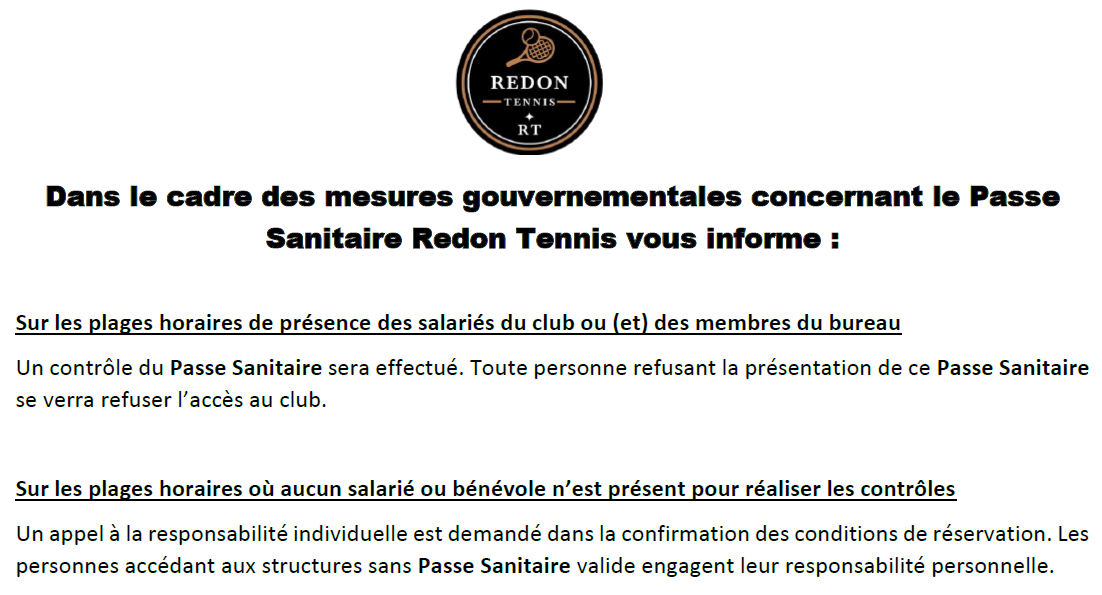 REDON
TENNIS
RT
Dans le cadre des mesures gouvernementales concernant le Passe
Sanitaire Redon Tennis vous informe :
Sur les plages horaires de présence des salariés du club ou (et) des membres du bureau
Un contrôle du Passe Sanitaire sera effectué. Toute personne refusant la présentation de ce Passe Sanitaire
se verra refuser l’accès au club.
Sur les plages horaires où aucun salarié ou bénévole n’est présent pour réaliser les contrôles
Un appel à la responsabilité individuelle est demandé dans la confirmation des conditions de réservation. Les
personnes accédant aux structures sans Passe Sanitaire valide engagent leur responsabilité personnelle.